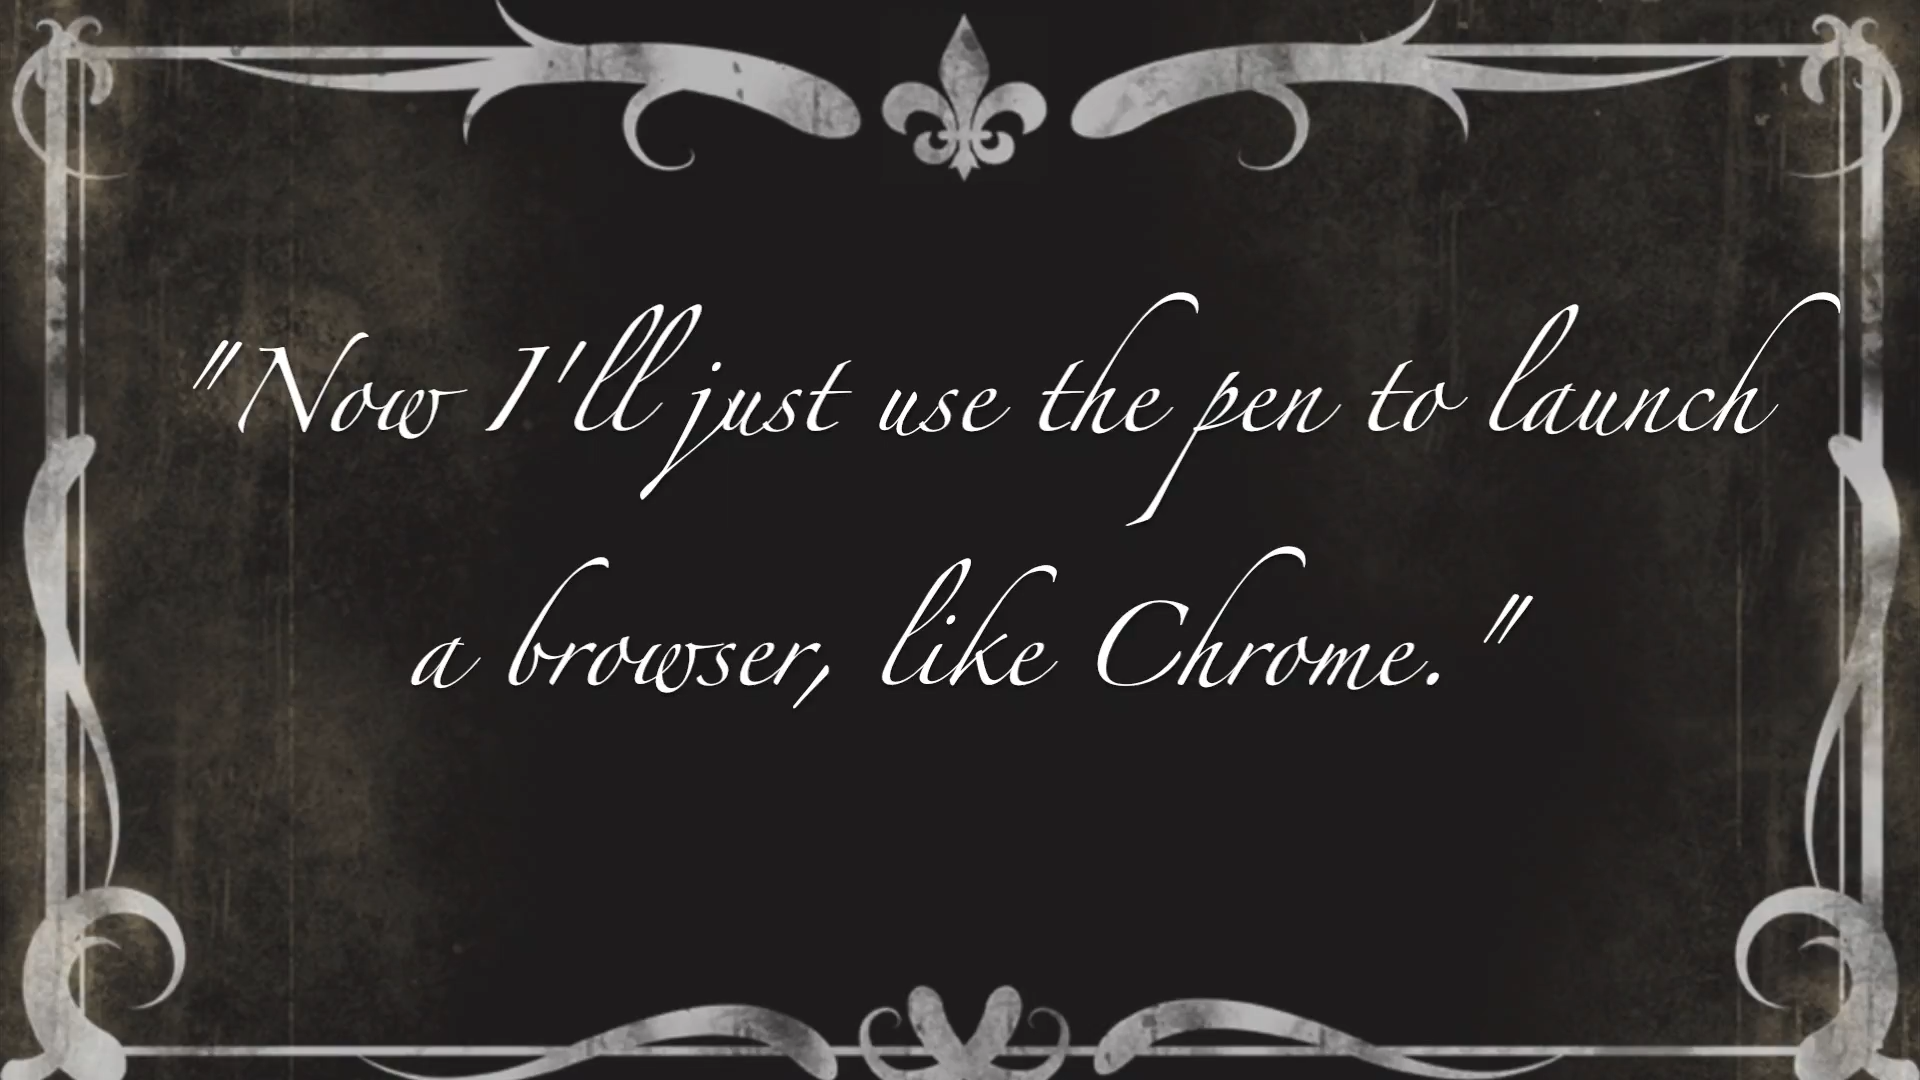 "Now I'll just use the pen to launch
a browser, like Chrome."